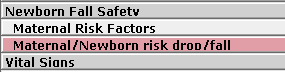 Newborn Fall Safety
Maternal Risk Factors
Maternal/Newborn risk drop/fall
Vital Signs